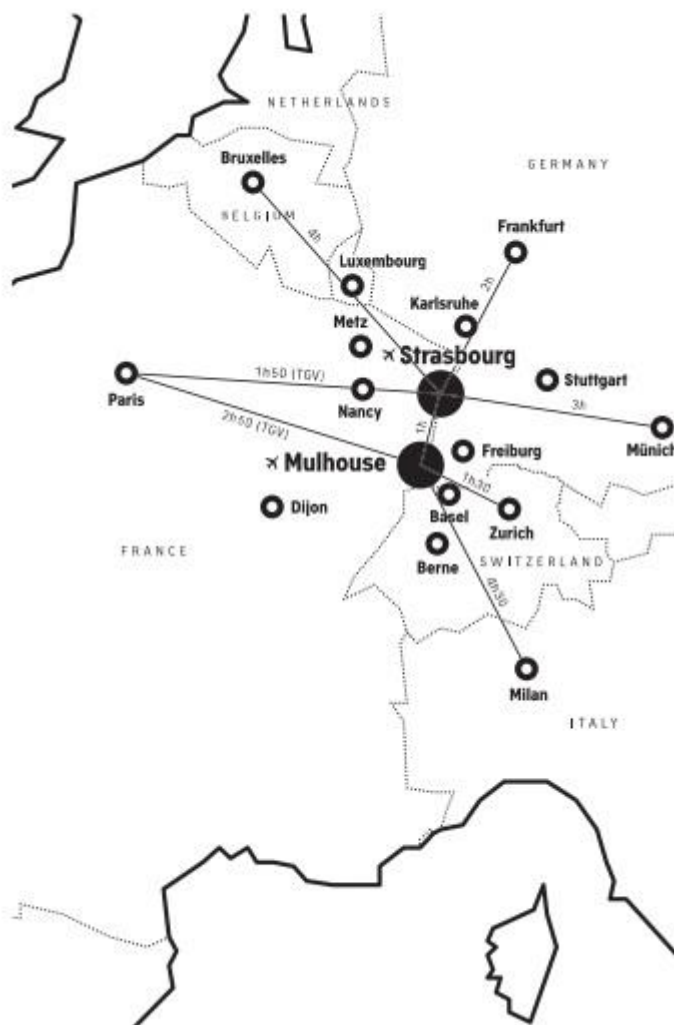 NETHERLANDS
Bruxelles
GERMANY
BELGIUM
4h
Frankfurt
Luxembourg
2h
Karlsruhe
Metz
Strasbourg
1h50 (TGV)
Stuttgart
Paris
Nancy
3h
2h50 (TGV)
1h
Münich
Mulhouse
Freiburg
1h30
Dijon
Basel
Zurich
FRANCE
Berne
SWITZERLAND
4h30
Milan
ITALY